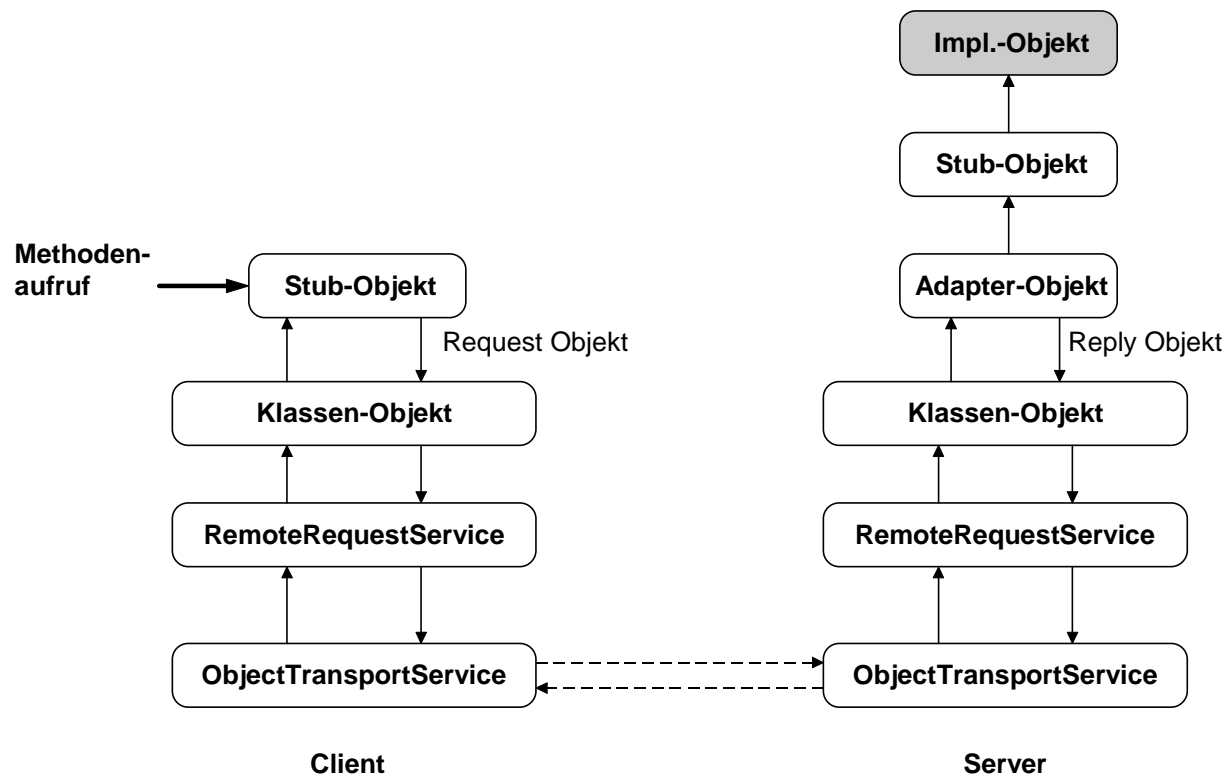 Impl.-Objekt
Stub-Objekt
Methoden-
aufruf
Stub-Objekt
Adapter-Objekt
Request Objekt
Reply Objekt
Klassen-Objekt
Klassen-Objekt
RemoteRequestService
RemoteRequestService
ObjectTransportService
ObjectTransportService
Client
Server